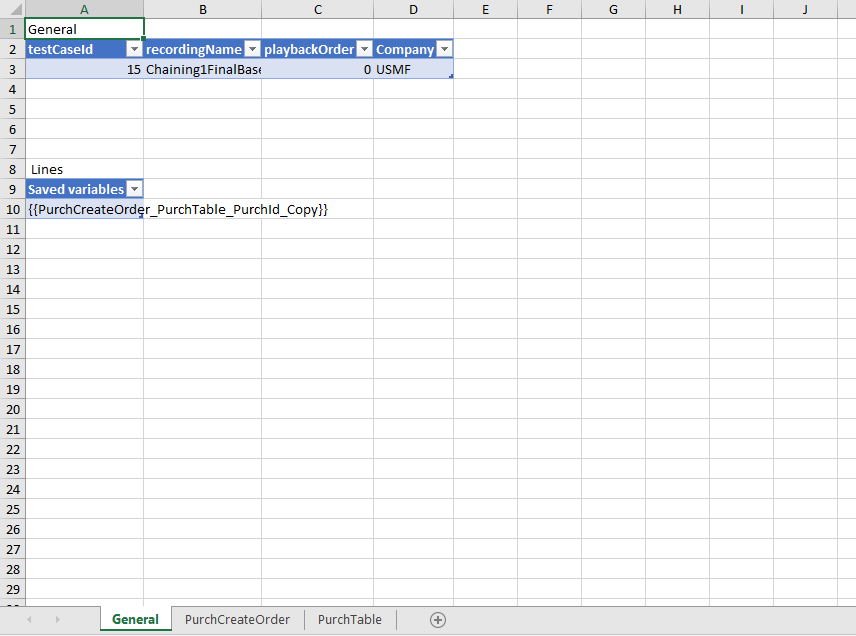 A B C D E F G H I J
1 General
2 testCaseId recordingName playbackOrder Company
3 15 Chaining1FinalBase 0 USMF
4
5
6
7
8 Lines
9 Saved variables
10 {{PurchCreateOrder_PurchTable_PurchId_Copy}}
11
12
13
14
15
16
17
18
19
20
21
22
23
24
25
26
27
28
29
General PurchCreateOrder PurchTable